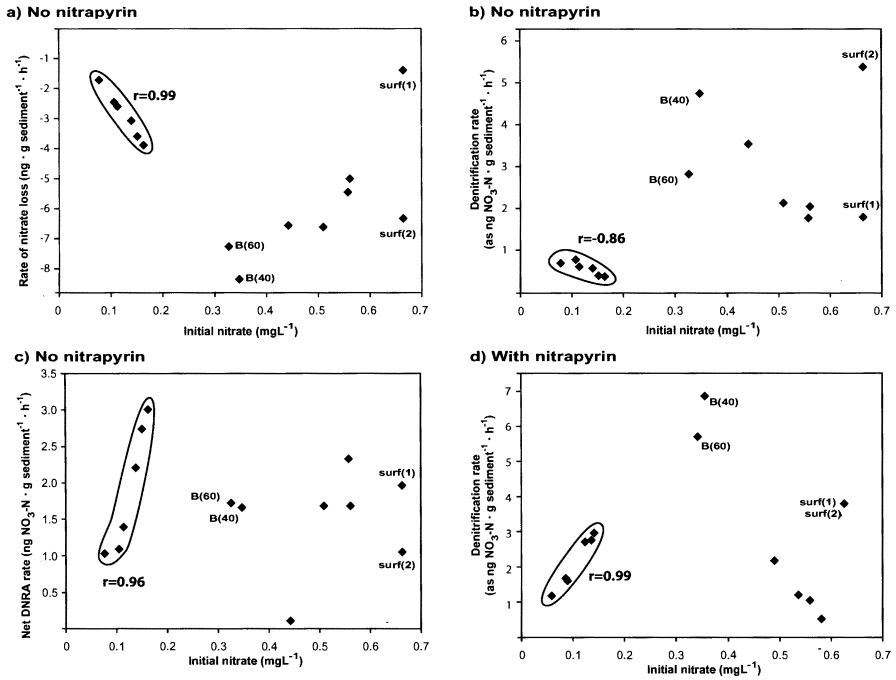 a) No nitrapyrin
Rate of nitrate loss (ng · g sediment⁻¹ · h⁻¹)
-1
-2
-3
-4
-5
-6
-7
-8
r=0.99
surf(1)
surf(2)
B(60)
B(40)
0 0.1 0.2 0.3 0.4 0.5 0.6 0.7
Initial nitrate (mgL⁻¹)
b) No nitrapyrin
Denitrification rate
(as ng NO₃-N · g sediment⁻¹ · h⁻¹)
6
5
4
3
2
1
0
surf(2)
B(40)
B(60)
surf(1)
r=-0.86
0 0.1 0.2 0.3 0.4 0.5 0.6 0.7
Initial nitrate (mgL⁻¹)
c) No nitrapyrin
Net DNRA rate (ng NO₃-N · g sediment⁻¹ · h⁻¹)
3.5
3.0
2.5
2.0
1.5
1.0
0.5
surf(1)
B(60)
B(40)
surf(2)
r=0.96
0 0.1 0.2 0.3 0.4 0.5 0.6 0.7
Initial nitrate (mgL⁻¹)
d) With nitrapyrin
Denitrification rate
(as ng NO₃-N · g sediment⁻¹ · h⁻¹)
7
6
5
4
3
2
1
B(40)
B(60)
surf(1)
surf(2)
r=0.99
0 0.1 0.2 0.3 0.4 0.5 0.6 0.7
Initial nitrate (mgL⁻¹)